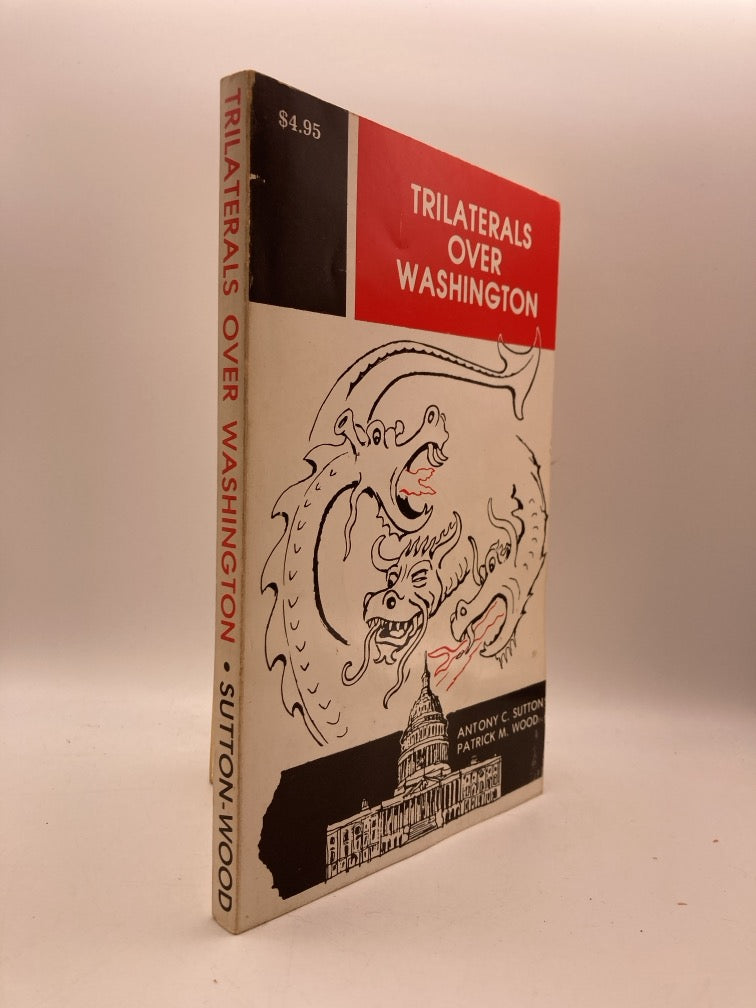 TRILATERALS OVER WASHINGTON • SUTTON-WOOD
$4.95
TRILATERALS
OVER
WASHINGTON
ANTONY C. SUTTON
PATRICK M. WOOD